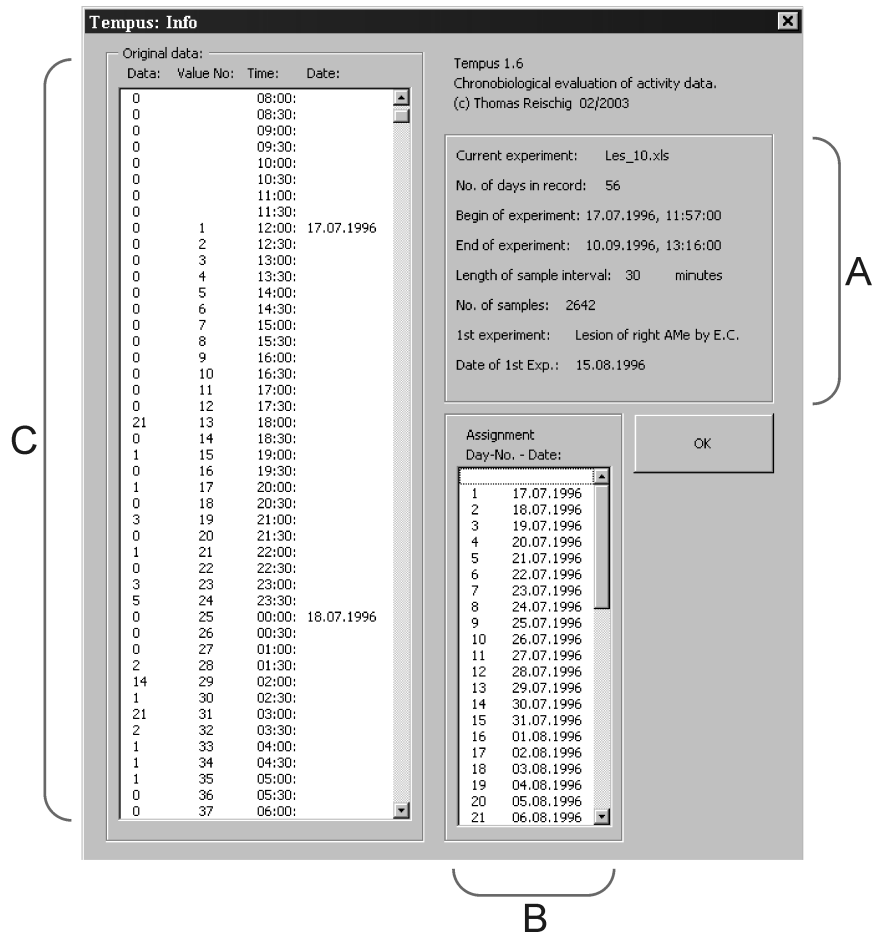 Tempus: Info
Original data:
Data: Value No: Time: Date:
0 08:00:
0 08:30:
0 09:00:
0 09:30:
0 10:00:
0 10:30:
0 11:00:
0 11:30:
0 1 12:00: 17.07.1996
0 2 12:30:
0 3 13:00:
0 4 13:30:
0 5 14:00:
0 6 14:30:
0 7 15:00:
0 8 15:30:
0 9 16:00:
0 10 16:30:
0 11 17:00:
0 12 17:30:
21 13 18:00:
0 14 18:30:
1 15 19:00:
0 16 19:30:
1 17 20:00:
0 18 20:30:
3 19 21:00:
0 20 21:30:
1 21 22:00:
0 22 22:30:
3 23 23:00:
5 24 23:30:
0 25 00:00: 18.07.1996
0 26 00:30:
0 27 01:00:
2 28 01:30:
14 29 02:00:
1 30 02:30:
21 31 03:00:
2 32 03:30:
1 33 04:00:
1 34 04:30:
1 35 05:00:
0 36 05:30:
0 37 06:00:
C
Tempus 1.6
Chronobiological evaluation of activity data.
(c) Thomas Reischig 02/2003
Current experiment: Les_10.xls
No. of days in record: 56
Begin of experiment: 17.07.1996, 11:57:00
End of experiment: 10.09.1996, 13:16:00
Length of sample interval: 30 minutes
No. of samples: 2642
1st experiment: Lesion of right AMe by E.C.
Date of 1st Exp.: 15.08.1996
A
Assignment
Day-No. - Date:
1 17.07.1996
2 18.07.1996
3 19.07.1996
4 20.07.1996
5 21.07.1996
6 22.07.1996
7 23.07.1996
8 24.07.1996
9 25.07.1996
10 26.07.1996
11 27.07.1996
12 28.07.1996
13 29.07.1996
14 30.07.1996
15 31.07.1996
16 01.08.1996
17 02.08.1996
18 03.08.1996
19 04.08.1996
20 05.08.1996
21 06.08.1996
OK
B